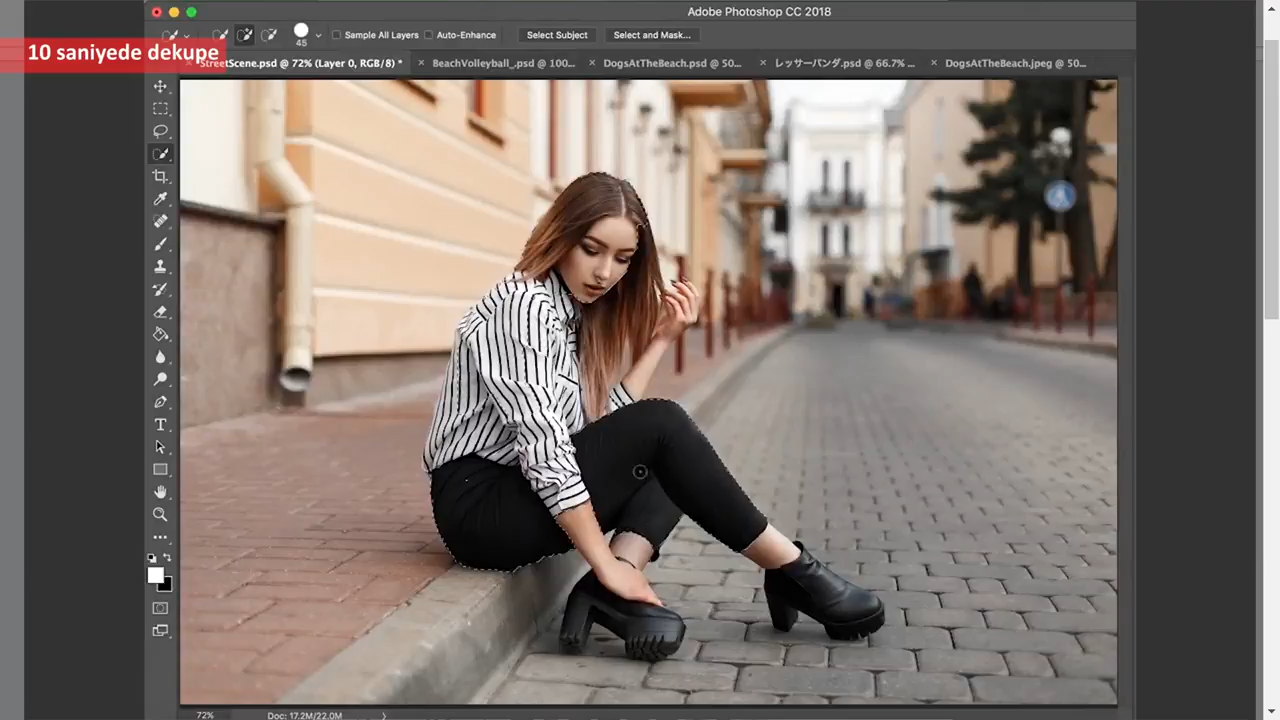 Adobe Photoshop CC 2018
45
Sample All Layers
Auto-Enhance
Select Subject
Select and Mask...
10 saniyede dekupe
StreetScene.psd @ 72% (Layer 0, RGB/8) *
BeachVolleyball_.psd @ 100...
DogsAtTheBeach.psd @ 50...
レッサーパンダ.psd @ 66.7% ...
DogsAtTheBeach.jpeg @ 50...
72%
Doc: 17.2M/22.0M